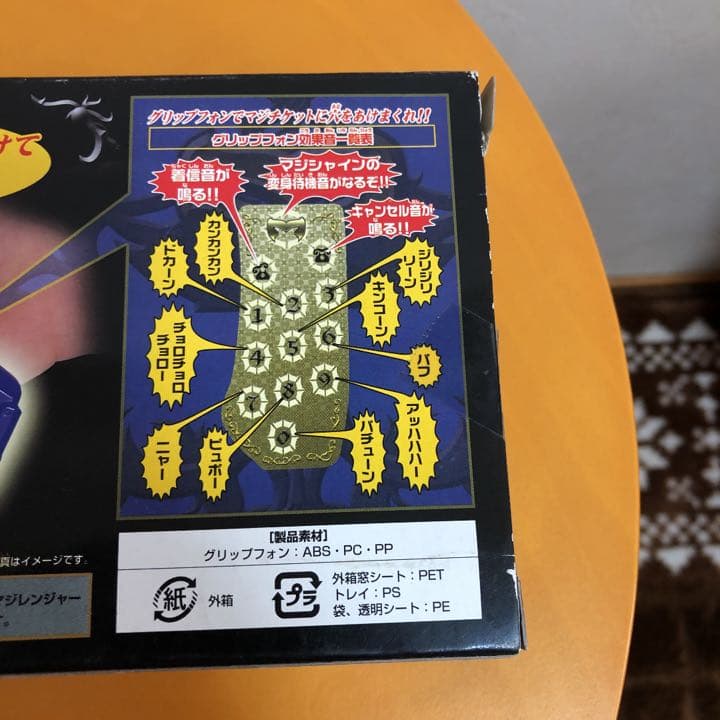 グリップフォンでマジチケットに穴をあけまくれ!!
グリップフォン効果音一覧表
けて
着信音が
鳴る!!
マジシャインの
変身待機音がなるぞ!!
キャンセル音が
鳴る!!
カンカンカン
ドカーン
ジリジリ
リーン
キンコーン
チョロチョロ
チョロー
パフ
ニャー
ピュポー
バチューン
アッハハハハー
1
2
3
4
5
6
7
8
9
0
【製品素材】
グリップフォン:ABS・PC・PP
紙
外箱
プラ
外箱窓シート:PET
トレイ:PS
袋、透明シート:PE
真はイメージです。
マジレンジャー